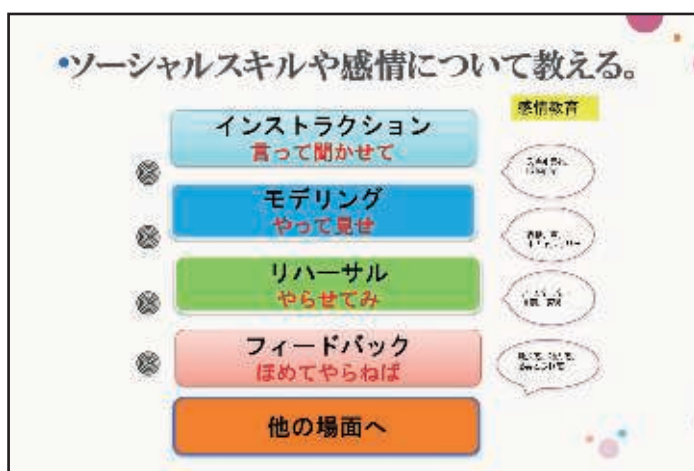 •ソーシャルスキルや感情について教える。
感情教育
インストラクション
言って聞かせて
モデリング
やって見せ
リハーサル
やらせてみ
フィードバック
ほめてやらねば
他の場面へ